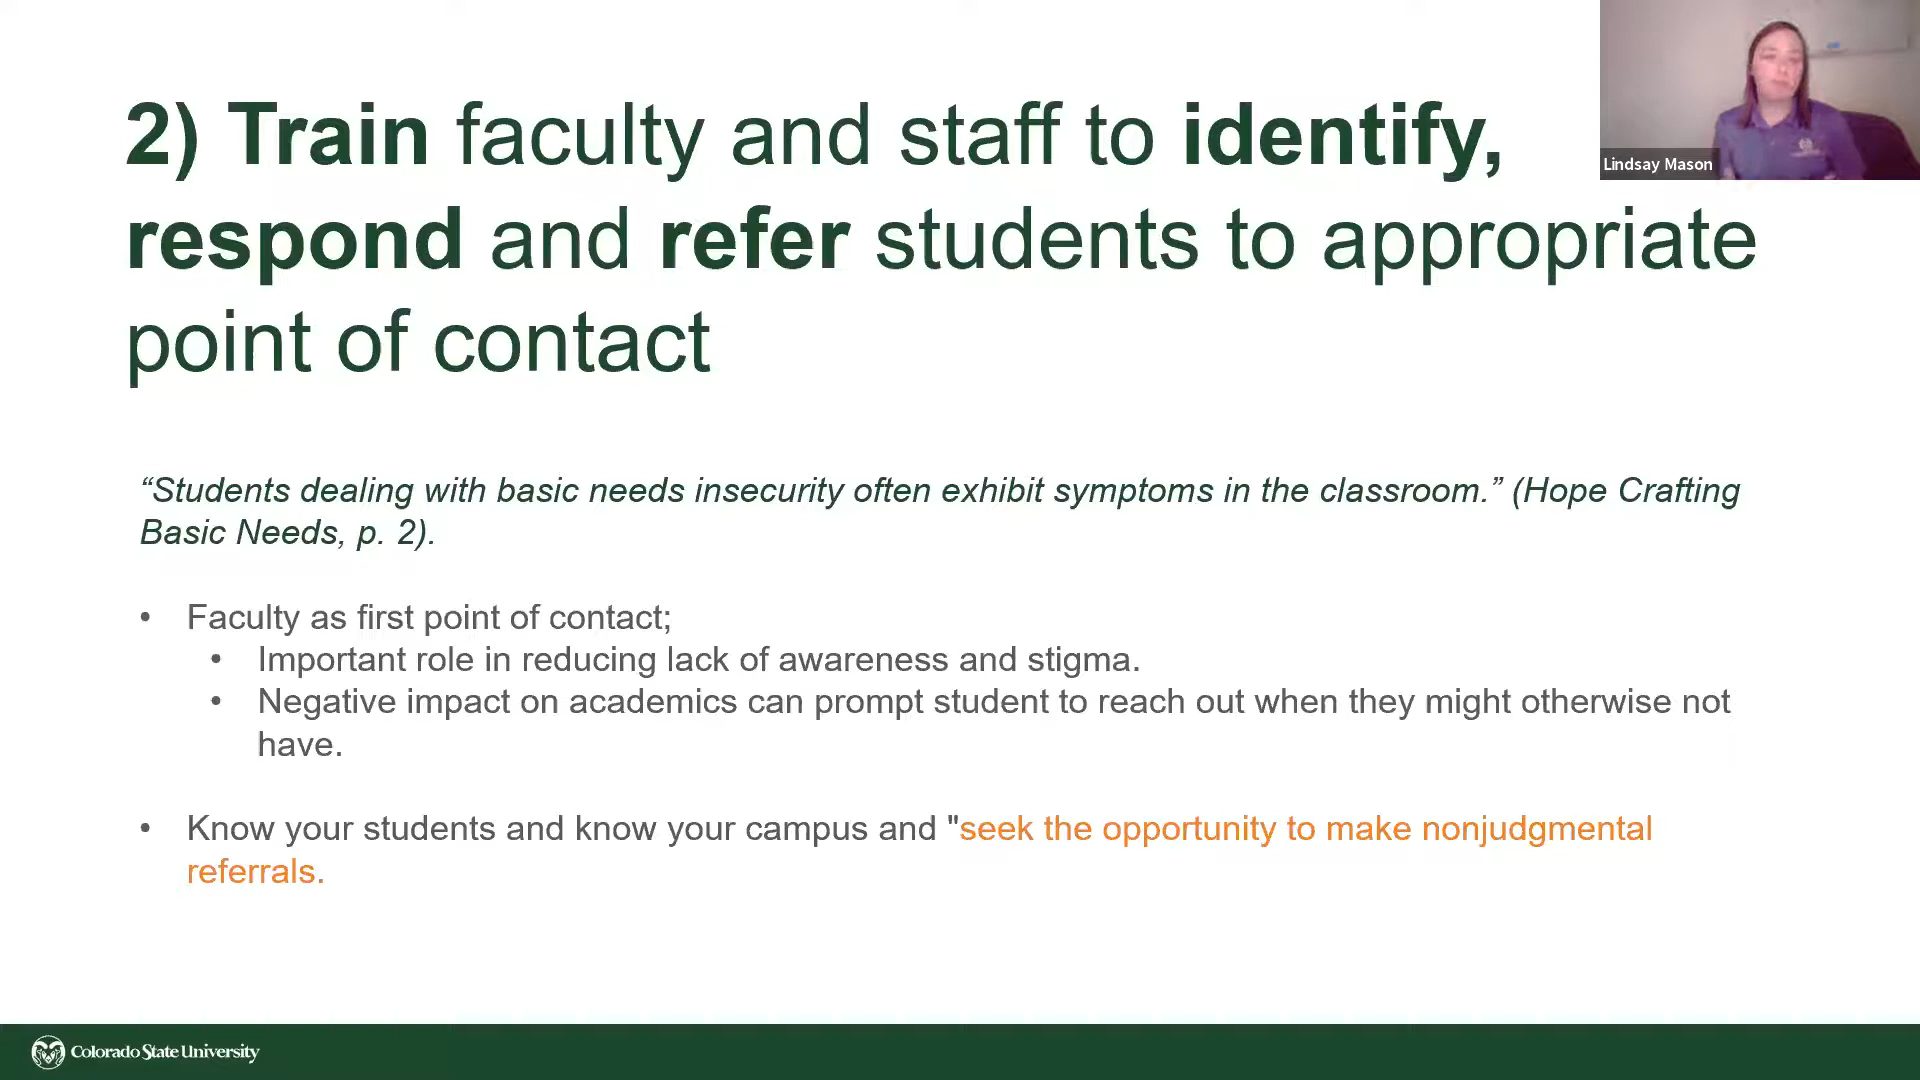 2) Train faculty and staff to identify,
respond and refer students to appropriate
point of contact
Lindsay Mason
“Students dealing with basic needs insecurity often exhibit symptoms in the classroom.” (Hope Crafting
Basic Needs, p. 2).
• Faculty as first point of contact;
• Important role in reducing lack of awareness and stigma.
• Negative impact on academics can prompt student to reach out when they might otherwise not
have.
• Know your students and know your campus and "seek the opportunity to make nonjudgmental
referrals.
Colorado State University